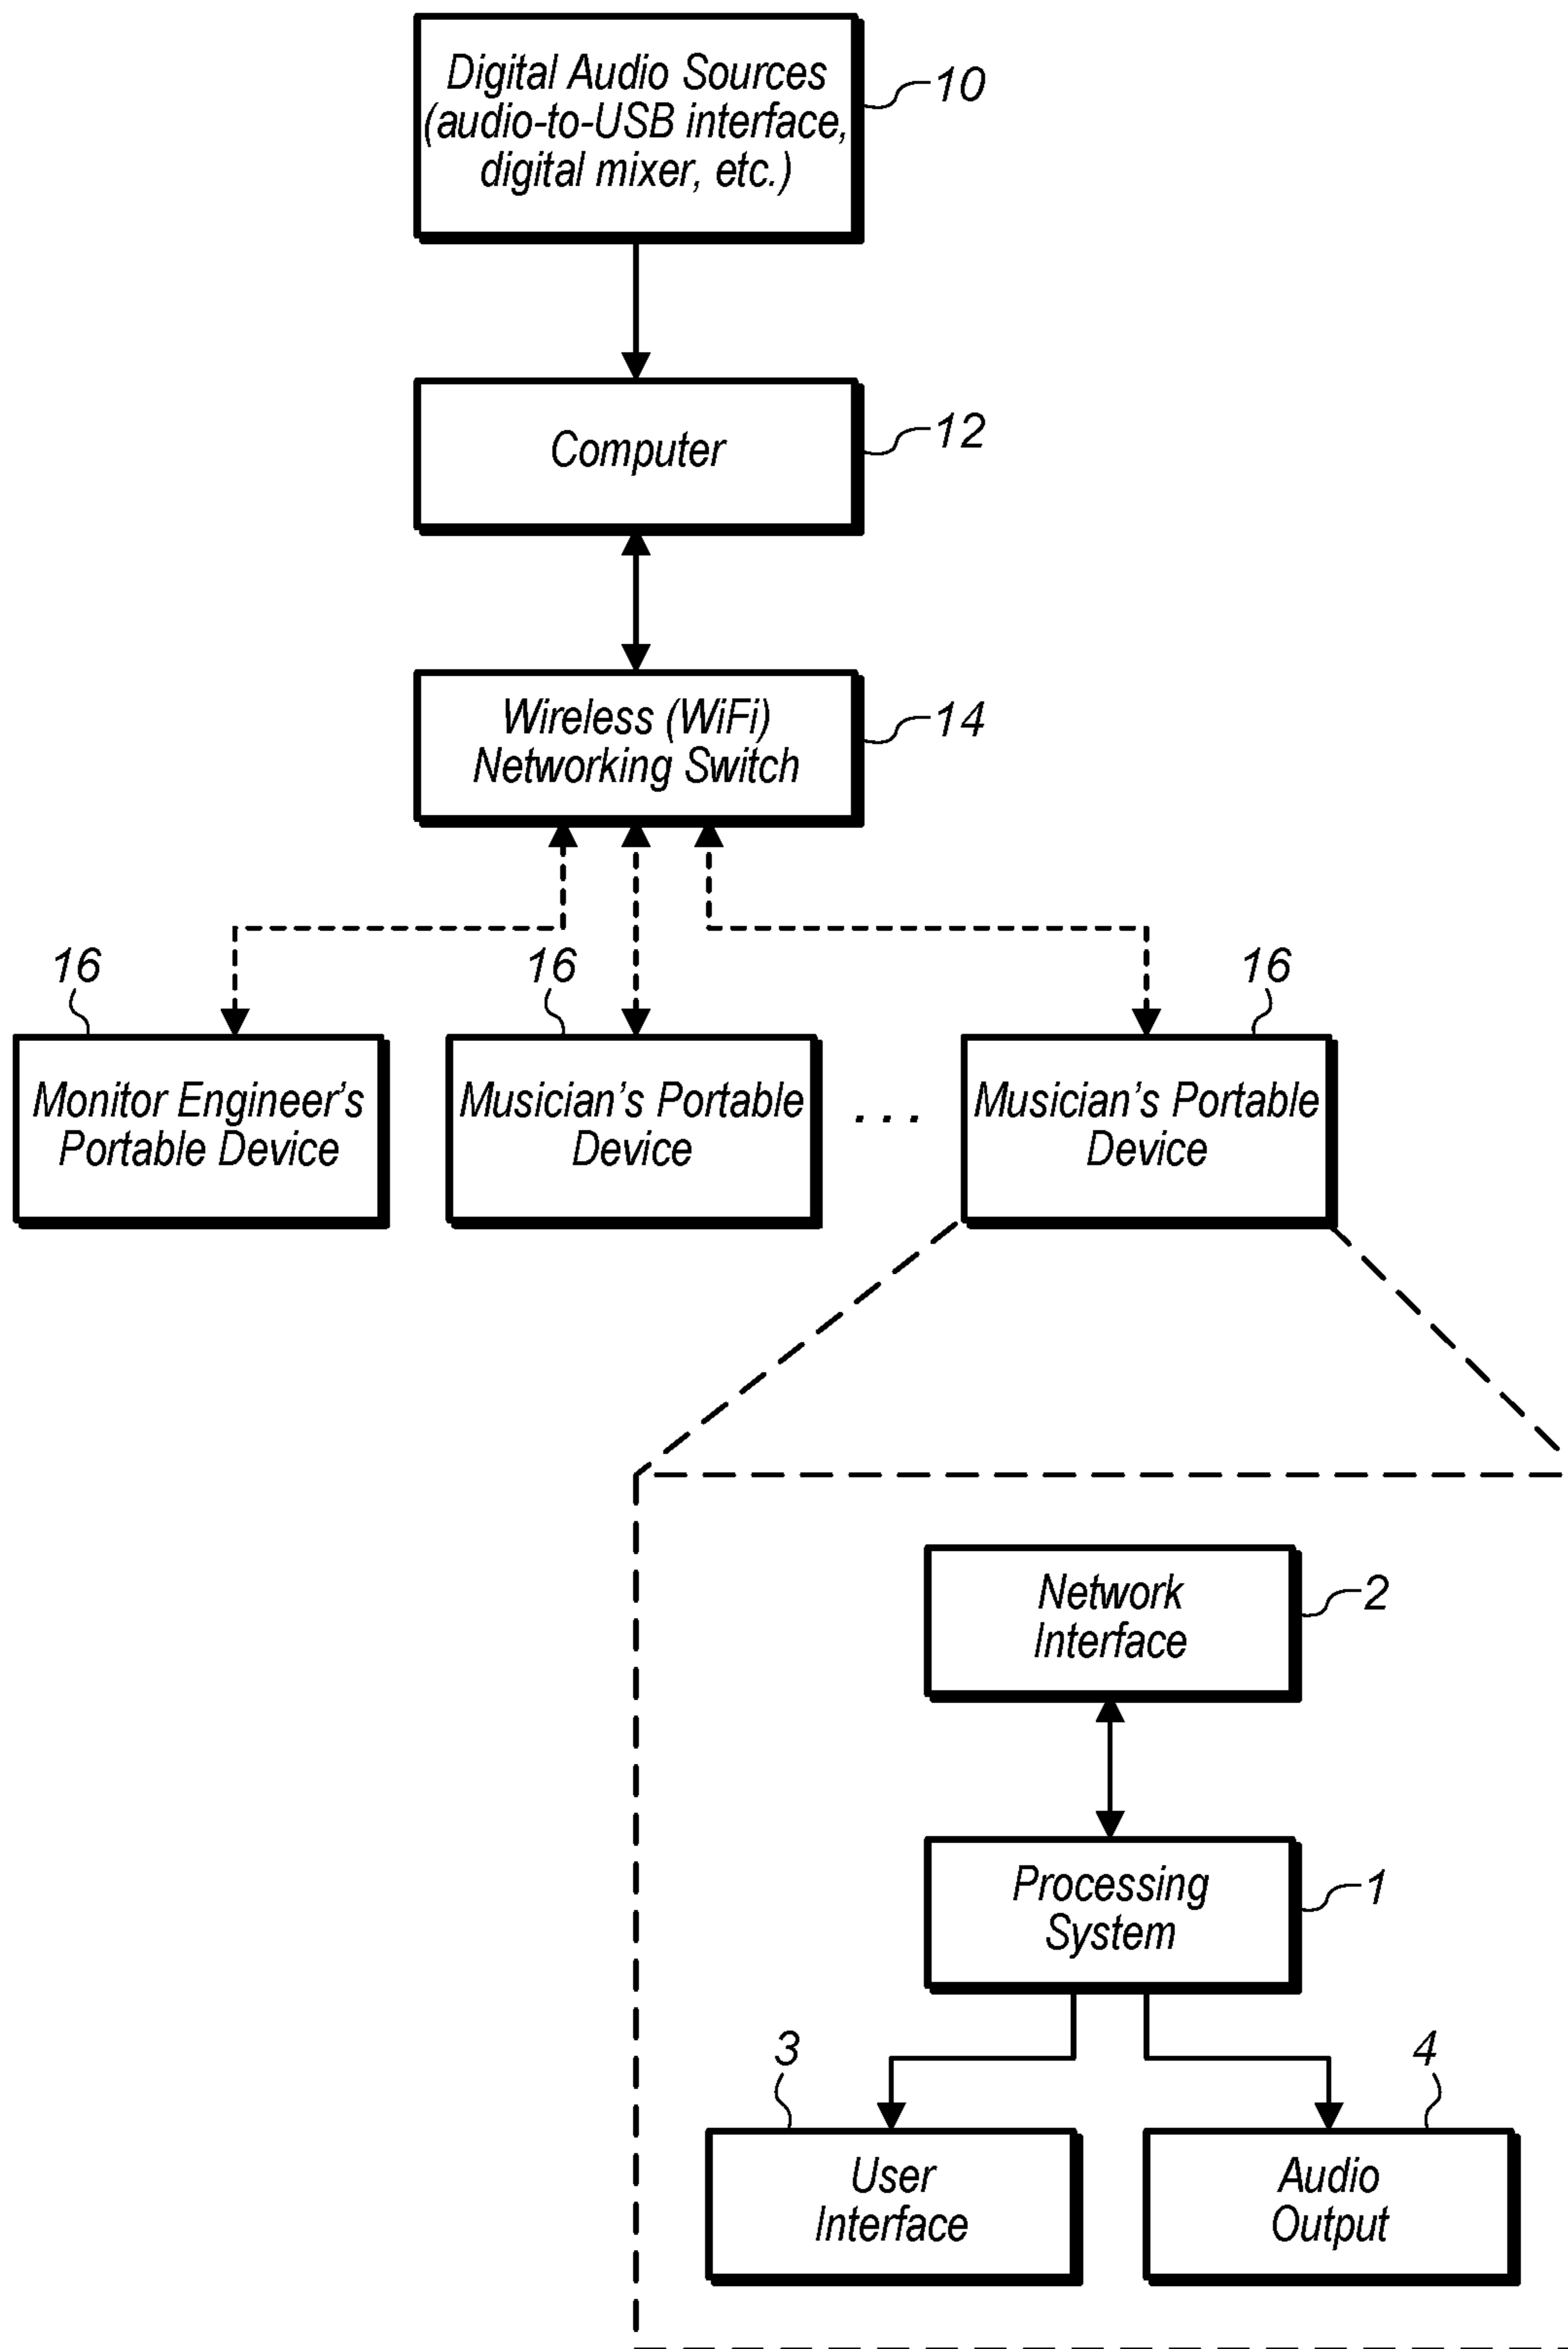 Digital Audio Sources
(audio-to-USB interface,
digital mixer, etc.)
10
Computer
12
Wireless (WiFi)
Networking Switch
14
16
16
16
Monitor Engineer's
Portable Device
Musician's Portable
Device
. . .
Musician's Portable
Device
Network
Interface
2
Processing
System
1
3
4
User
Interface
Audio
Output